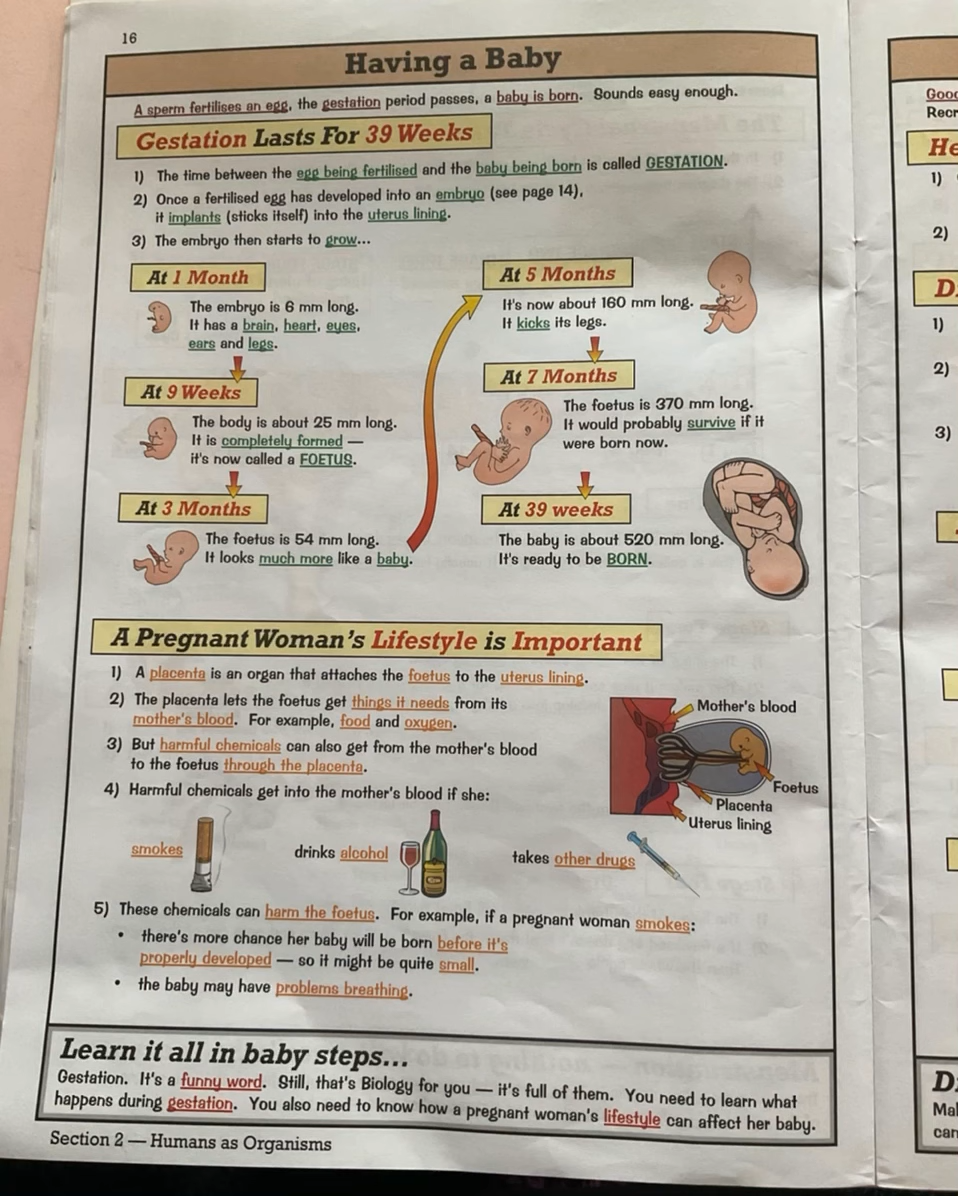 16
Having a Baby
A sperm fertilises an egg, the gestation period passes, a baby is born. Sounds easy enough.
Gestation Lasts For 39 Weeks
1) The time between the egg being fertilised and the baby being born is called GESTATION.
2) Once a fertilised egg has developed into an embryo (see page 14),
it implants (sticks itself) into the uterus lining.
3) The embryo then starts to grow...
At 1 Month
The embryo is 6 mm long.
It has a brain, heart, eyes,
ears and legs.
At 9 Weeks
The body is about 25 mm long.
It is completely formed —
it's now called a FOETUS.
At 3 Months
The foetus is 54 mm long.
It looks much more like a baby.
At 5 Months
It's now about 160 mm long.
It kicks its legs.
At 7 Months
The foetus is 370 mm long.
It would probably survive if it
were born now.
At 39 weeks
The baby is about 520 mm long.
It's ready to be BORN.
A Pregnant Woman's Lifestyle is Important
1) A placenta is an organ that attaches the foetus to the uterus lining.
2) The placenta lets the foetus get things it needs from its
mother's blood. For example, food and oxygen.
3) But harmful chemicals can also get from the mother's blood
to the foetus through the placenta.
4) Harmful chemicals get into the mother's blood if she:
Mother's blood
Foetus
Placenta
Uterus lining
smokes
drinks alcohol
takes other drugs
5) These chemicals can harm the foetus. For example, if a pregnant woman smokes:
• there's more chance her baby will be born before it's
properly developed — so it might be quite small.
• the baby may have problems breathing.
Learn it all in baby steps...
Gestation. It's a funny word. Still, that's Biology for you — it's full of them. You need to learn what
happens during gestation. You also need to know how a pregnant woman's lifestyle can affect her baby.
Section 2 — Humans as Organisms
1)
2)
1)
2)
3)